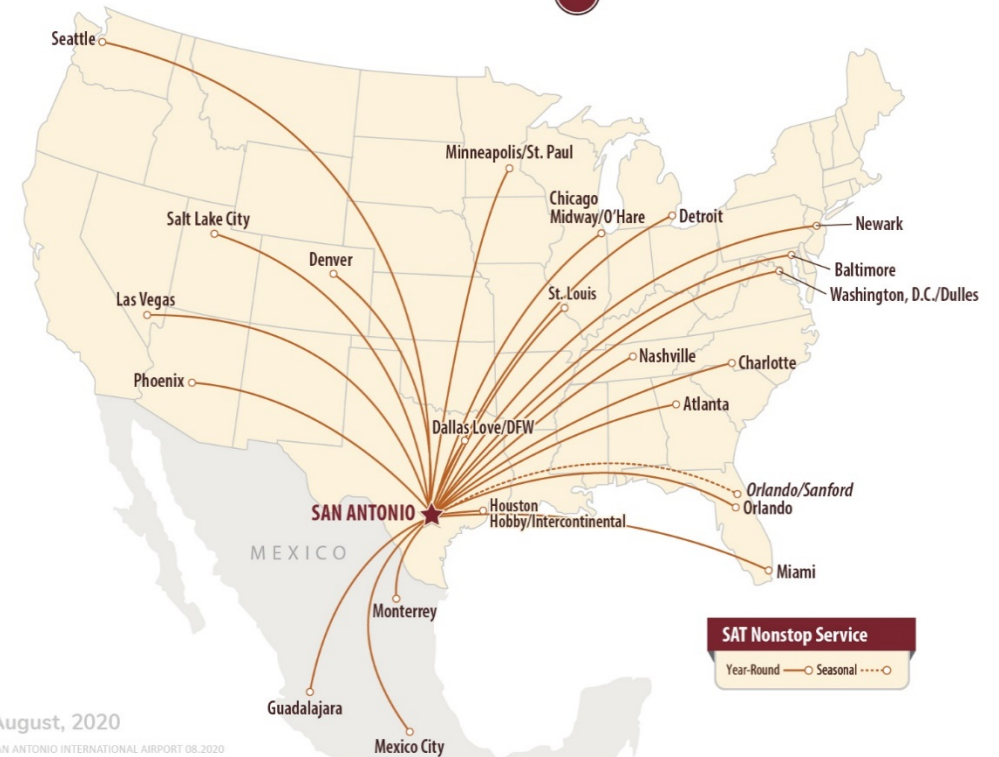 Seattle
Minneapolis/St. Paul
Chicago
Midway/O'Hare
Detroit
Salt Lake City
Newark
Denver
Baltimore
Washington, D.C./Dulles
Las Vegas
St. Louis
Nashville
Charlotte
Phoenix
Atlanta
Dallas Love/DFW
Orlando/Sanford
Orlando
SAN ANTONIO
Houston
Hobby/Intercontinental
MEXICO
Miami
Monterrey
SAT Nonstop Service
Year-Round Seasonal
Guadalajara
August, 2020
Mexico City
SAN ANTONIO INTERNATIONAL AIRPORT 08.2020